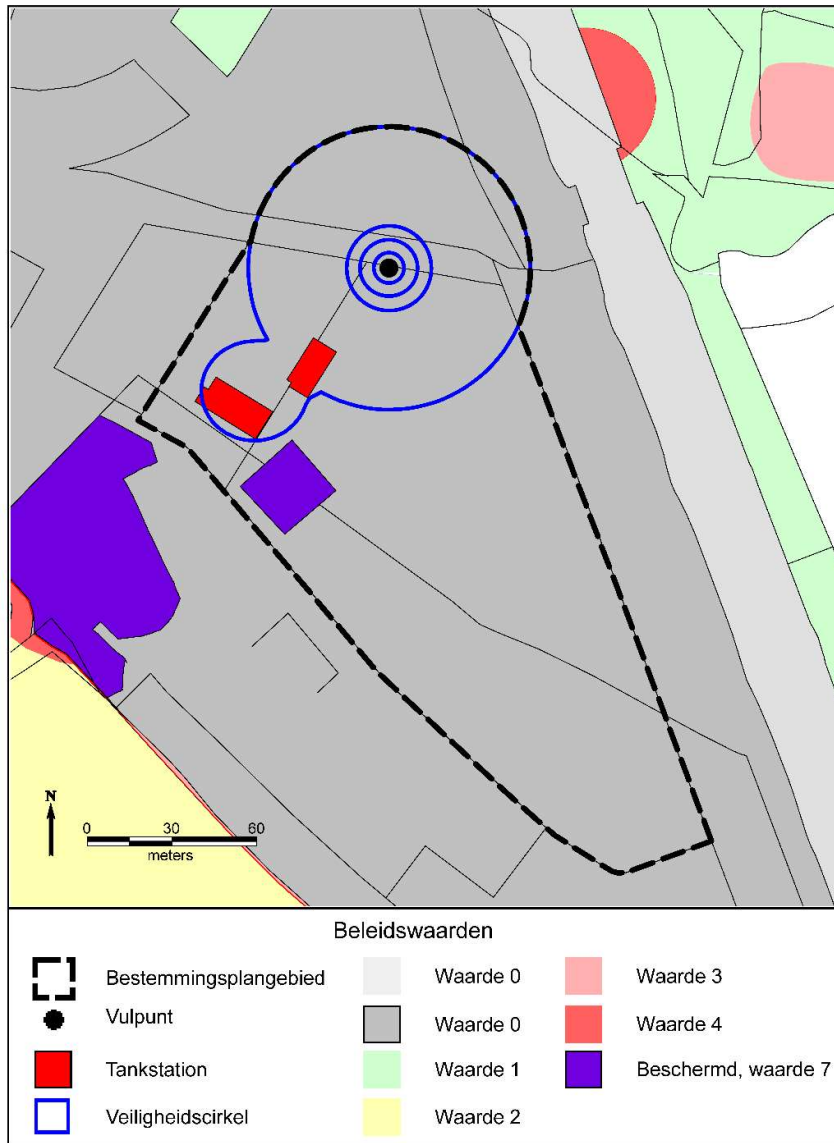 N
0 30 60
meters
Beleidswaarden
Bestemmingsplangebied
Vulpunt
Tankstation
Veiligheidscirkel
Waarde 0
Waarde 0
Waarde 1
Waarde 2
Waarde 3
Waarde 4
Beschermd, waarde 7